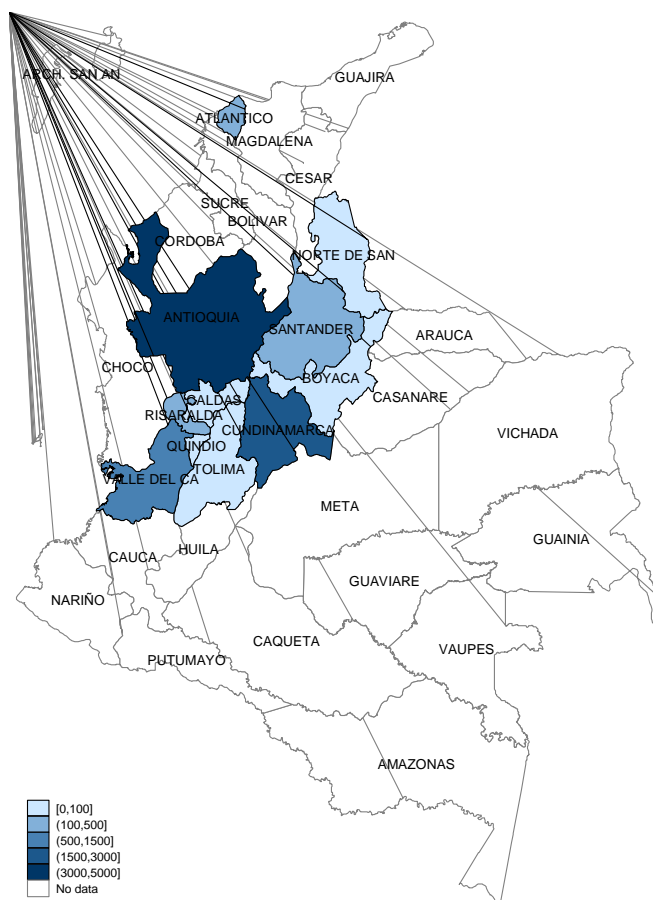 GUAJIRA
ARCH. SAN AN
ATLANTICO
MAGDALENA
CESAR
SUCRE
BOLIVAR
CORDOBA
NORTE DE SAN
ANTIOQUIA
SANTANDER
ARAUCA
CHOCO
BOYACA
CASANARE
CALDAS
RISARALDA
CUNDINAMARCA
VICHADA
QUINDIO
TOLIMA
VALLE DEL CA
META
GUAINIA
HUILA
CAUCA
GUAVIARE
NARIÑO
CAQUETA
VAUPES
PUTUMAYO
AMAZONAS
[0,100]
(100,500]
(500,1500]
(1500,3000]
(3000,5000]
No data